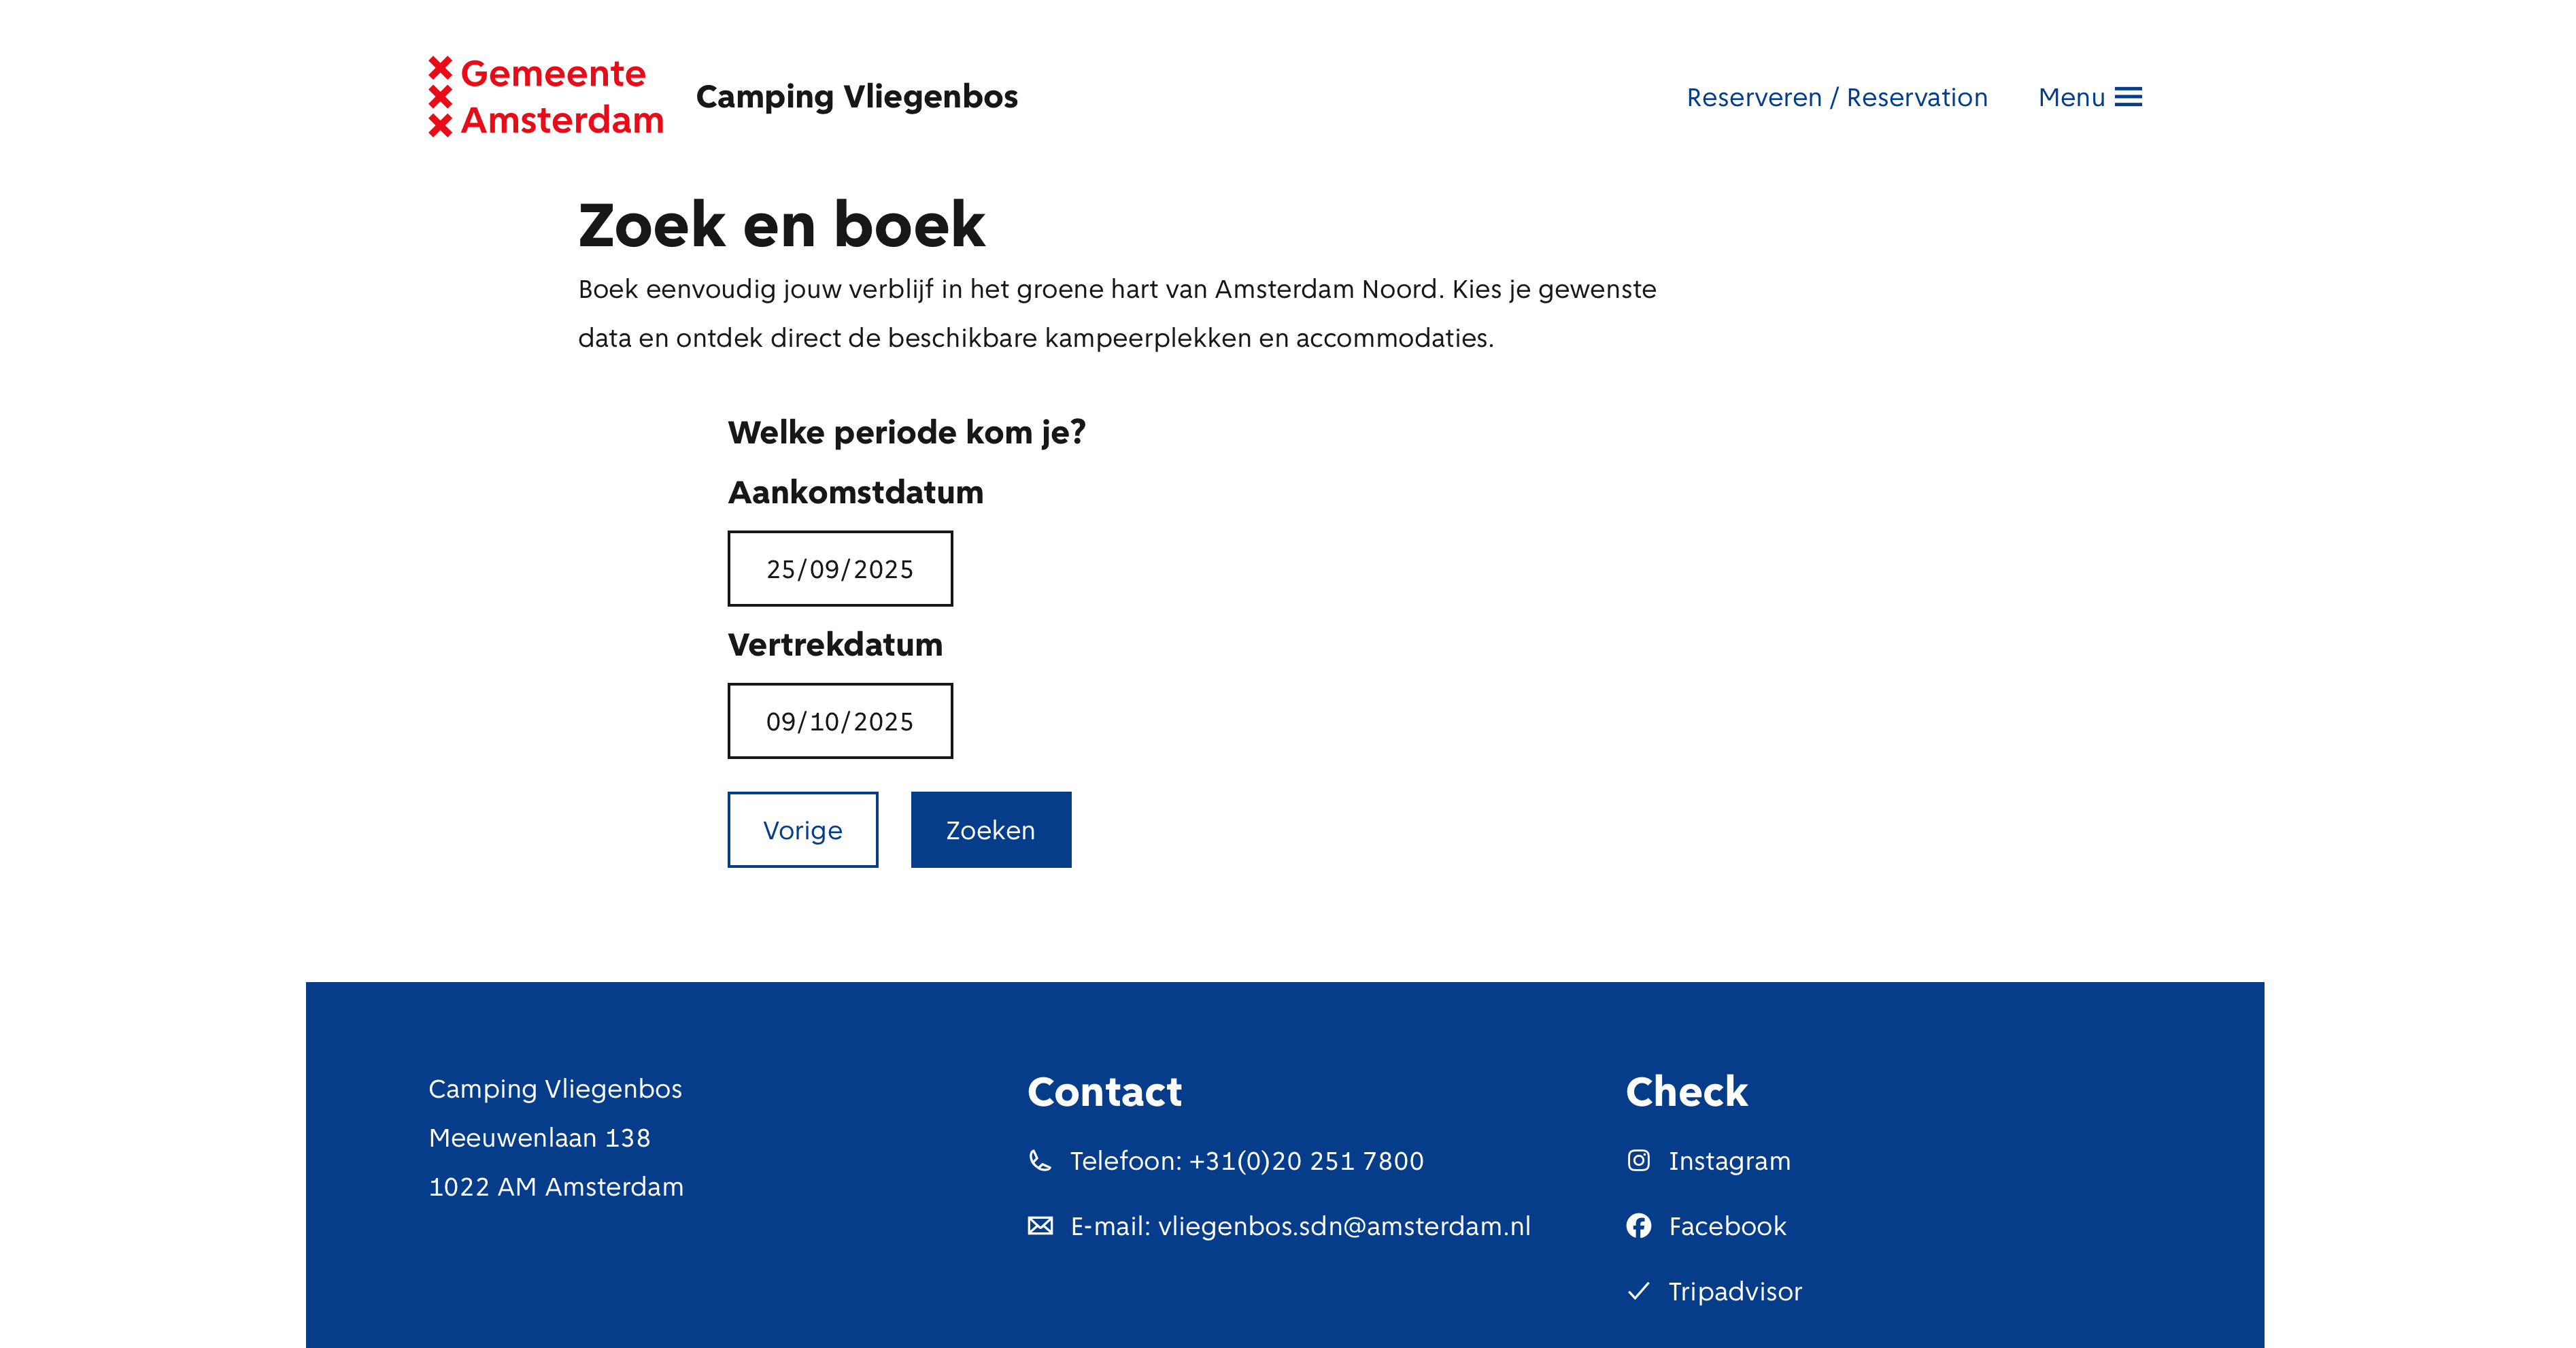 Gemeente
Amsterdam
Camping Vliegenbos
Reserveren / Reservation
Menu
Zoek en boek
Boek eenvoudig jouw verblijf in het groene hart van Amsterdam Noord. Kies je gewenste
data en ontdek direct de beschikbare kampeerplekken en accommodaties.
Welke periode kom je?
Aankomstdatum
25/09/2025
Vertrekdatum
09/10/2025
Vorige
Zoeken
Camping Vliegenbos
Meeuwenlaan 138
1022 AM Amsterdam
Contact
Telefoon: +31(0)20 251 7800
E-mail: vliegenbos.sdn@amsterdam.nl
Check
Instagram
Facebook
Tripadvisor